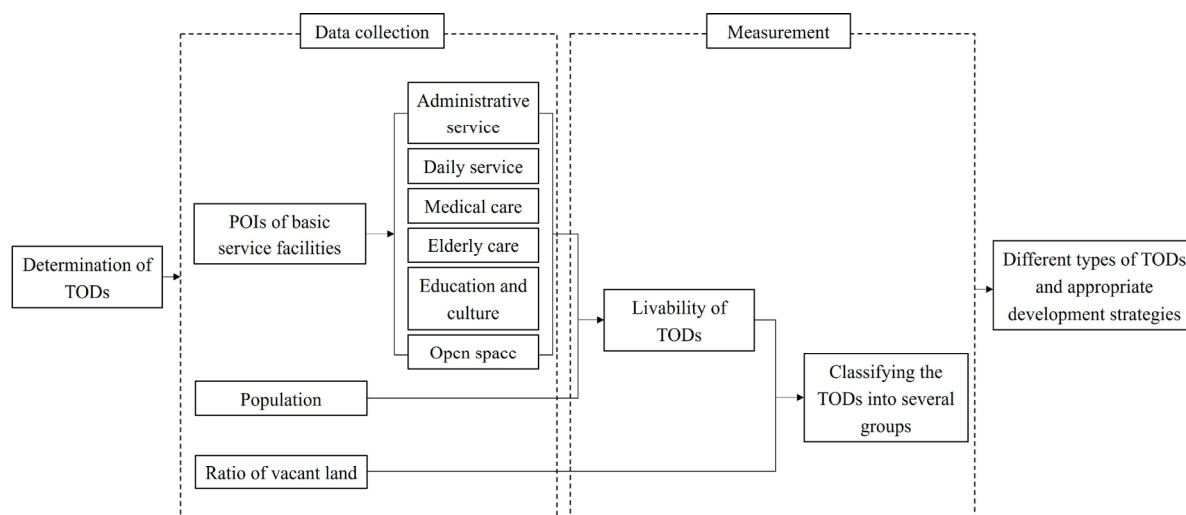 Data collection
Measurement
Administrative
service
Daily service
Medical care
Elderly care
Education and
culture
Open space
POIs of basic
service facilities
Population
Ratio of vacant land
Determination of
TODs
Livability of
TODs
Classifying the
TODs into several
groups
Different types of TODs
and appropriate
development strategies